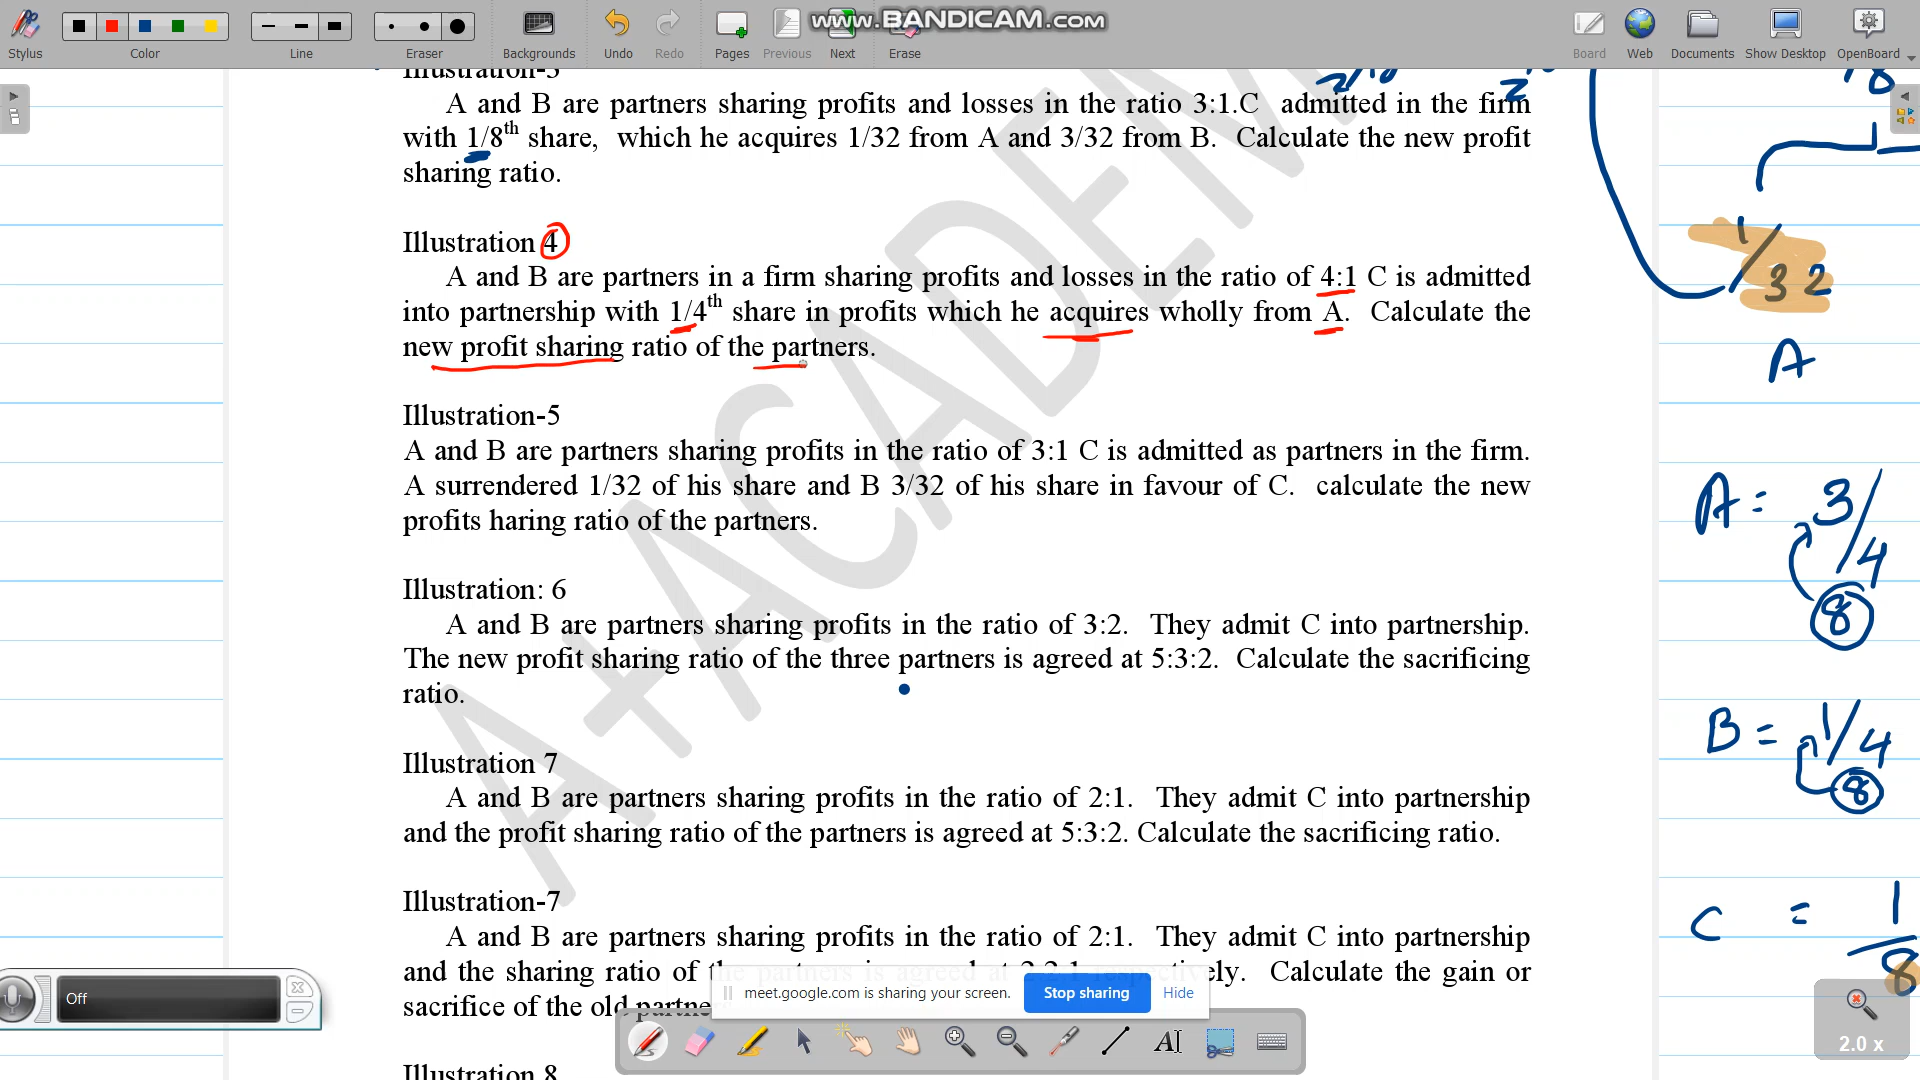 www.BANDICAM.com
Stylus Color Line Eraser Backgrounds Undo Redo Pages Previous Next Erase Board Web Documents Show Desktop OpenBoard
Illustration-3
A and B are partners sharing profits and losses in the ratio 3:1.C admitted in the firm
with 1/8th share, which he acquires 1/32 from A and 3/32 from B. Calculate the new profit
sharing ratio.
Illustration 4
A and B are partners in a firm sharing profits and losses in the ratio of 4:1 C is admitted
into partnership with 1/4th share in profits which he acquires wholly from A. Calculate the
new profit sharing ratio of the partners.
Illustration-5
A and B are partners sharing profits in the ratio of 3:1 C is admitted as partners in the firm.
A surrendered 1/32 of his share and B 3/32 of his share in favour of C. calculate the new
profits haring ratio of the partners.
Illustration: 6
A and B are partners sharing profits in the ratio of 3:2. They admit C into partnership.
The new profit sharing ratio of the three partners is agreed at 5:3:2. Calculate the sacrificing
ratio.
Illustration 7
A and B are partners sharing profits in the ratio of 2:1. They admit C into partnership
and the profit sharing ratio of the partners is agreed at 5:3:2. Calculate the sacrificing ratio.
Illustration-7
A and B are partners sharing profits in the ratio of 2:1. They admit C into partnership
and the sharing ratio of the partners is agreed at 3:2:1 respectively. Calculate the gain or
sacrifice of the old partners
Illustration 8
A+ACADEM
1/32
A
A = 3/4
8
B = 1/4
8
C = 1/8
Off
meet.google.com is sharing your screen. Stop sharing Hide
2.0 x